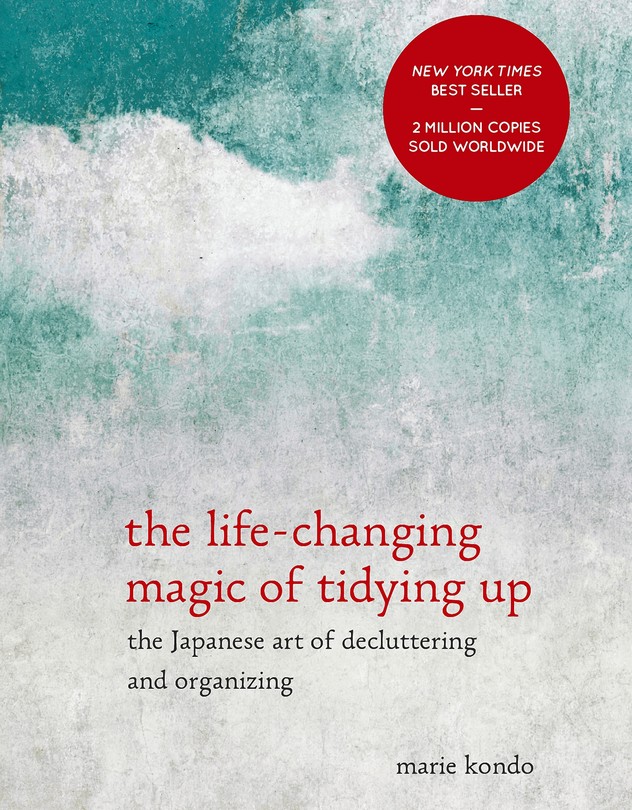 NEW YORK TIMES
BEST SELLER
—
2 MILLION COPIES
SOLD WORLDWIDE
the life-changing
magic of tidying up
the Japanese art of decluttering
and organizing
marie kondo